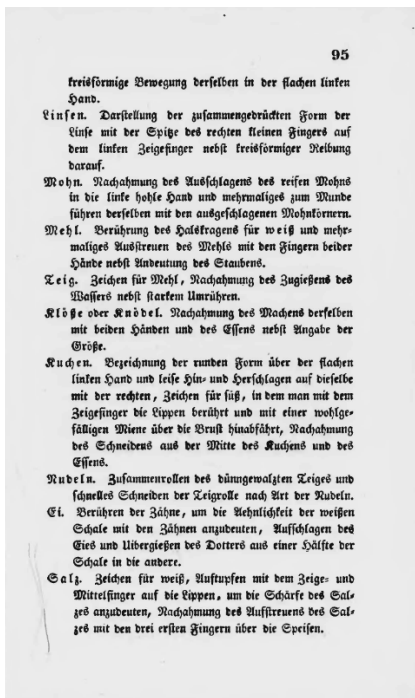 95
kreisförmige Bewegung derselben in der flachen linken
Hand.
Linsen. Darstellung der zusammengedrückten Form der
Linse mit der Spitze des rechten kleinen Fingers auf
dem linken Zeigefinger nebst kreisförmiger Reibung
darauf.
Mohn. Nachahmung des Ausschlagens des reifen Mohns
in die linke hohle Hand und mehrmaliges zum Munde
führen derselben mit den ausgeschlagenen Mohnkörnern.
Mehl. Berührung des Halskragens für weiß und mehr-
maliges Ausstreuen des Mehls mit den Fingern beider
Hände nebst Andeutung des Staubens.
Teig. Zeichen für Mehl, Nachahmung des Zugießens des
Wassers nebst starkem Umrühren.
Klöße oder Knödel. Nachahmung des Machens derselben
mit beiden Händen und des Essens nebst Angabe der
Größe.
Kuchen. Bezeichnung der runden Form über der flachen
linken Hand und leise Hin- und Herschlagen auf dieselbe
mit der rechten, Zeichen für süß, in dem man mit dem
Zeigefinger die Lippen berührt und mit einer wohlge-
fälligen Miene über die Brust hinabfährt, Nachahmung
des Schneidens aus der Mitte des Kuchens und des
Essens.
Nudeln. Zusammenrollen des dünngewalzten Teiges und
schnelles Schneiden der Teigrolle nach Art der Nudeln.
Ei. Berühren der Zähne, um die Aehnlichkeit der weißen
Schale mit den Zähnen anzudeuten, Aufschlagen des
Eies und Uibergießen des Dotters aus einer Hälfte der
Schale in die andere.
Salz. Zeichen für weiß, Auftupfen mit dem Zeige- und
Mittelfinger auf die Lippen, um die Schärfe des Sal-
zes anzudeuten, Nachahmung des Aufstreuens des Sal-
zes mit den drei ersten Fingern über die Speisen.